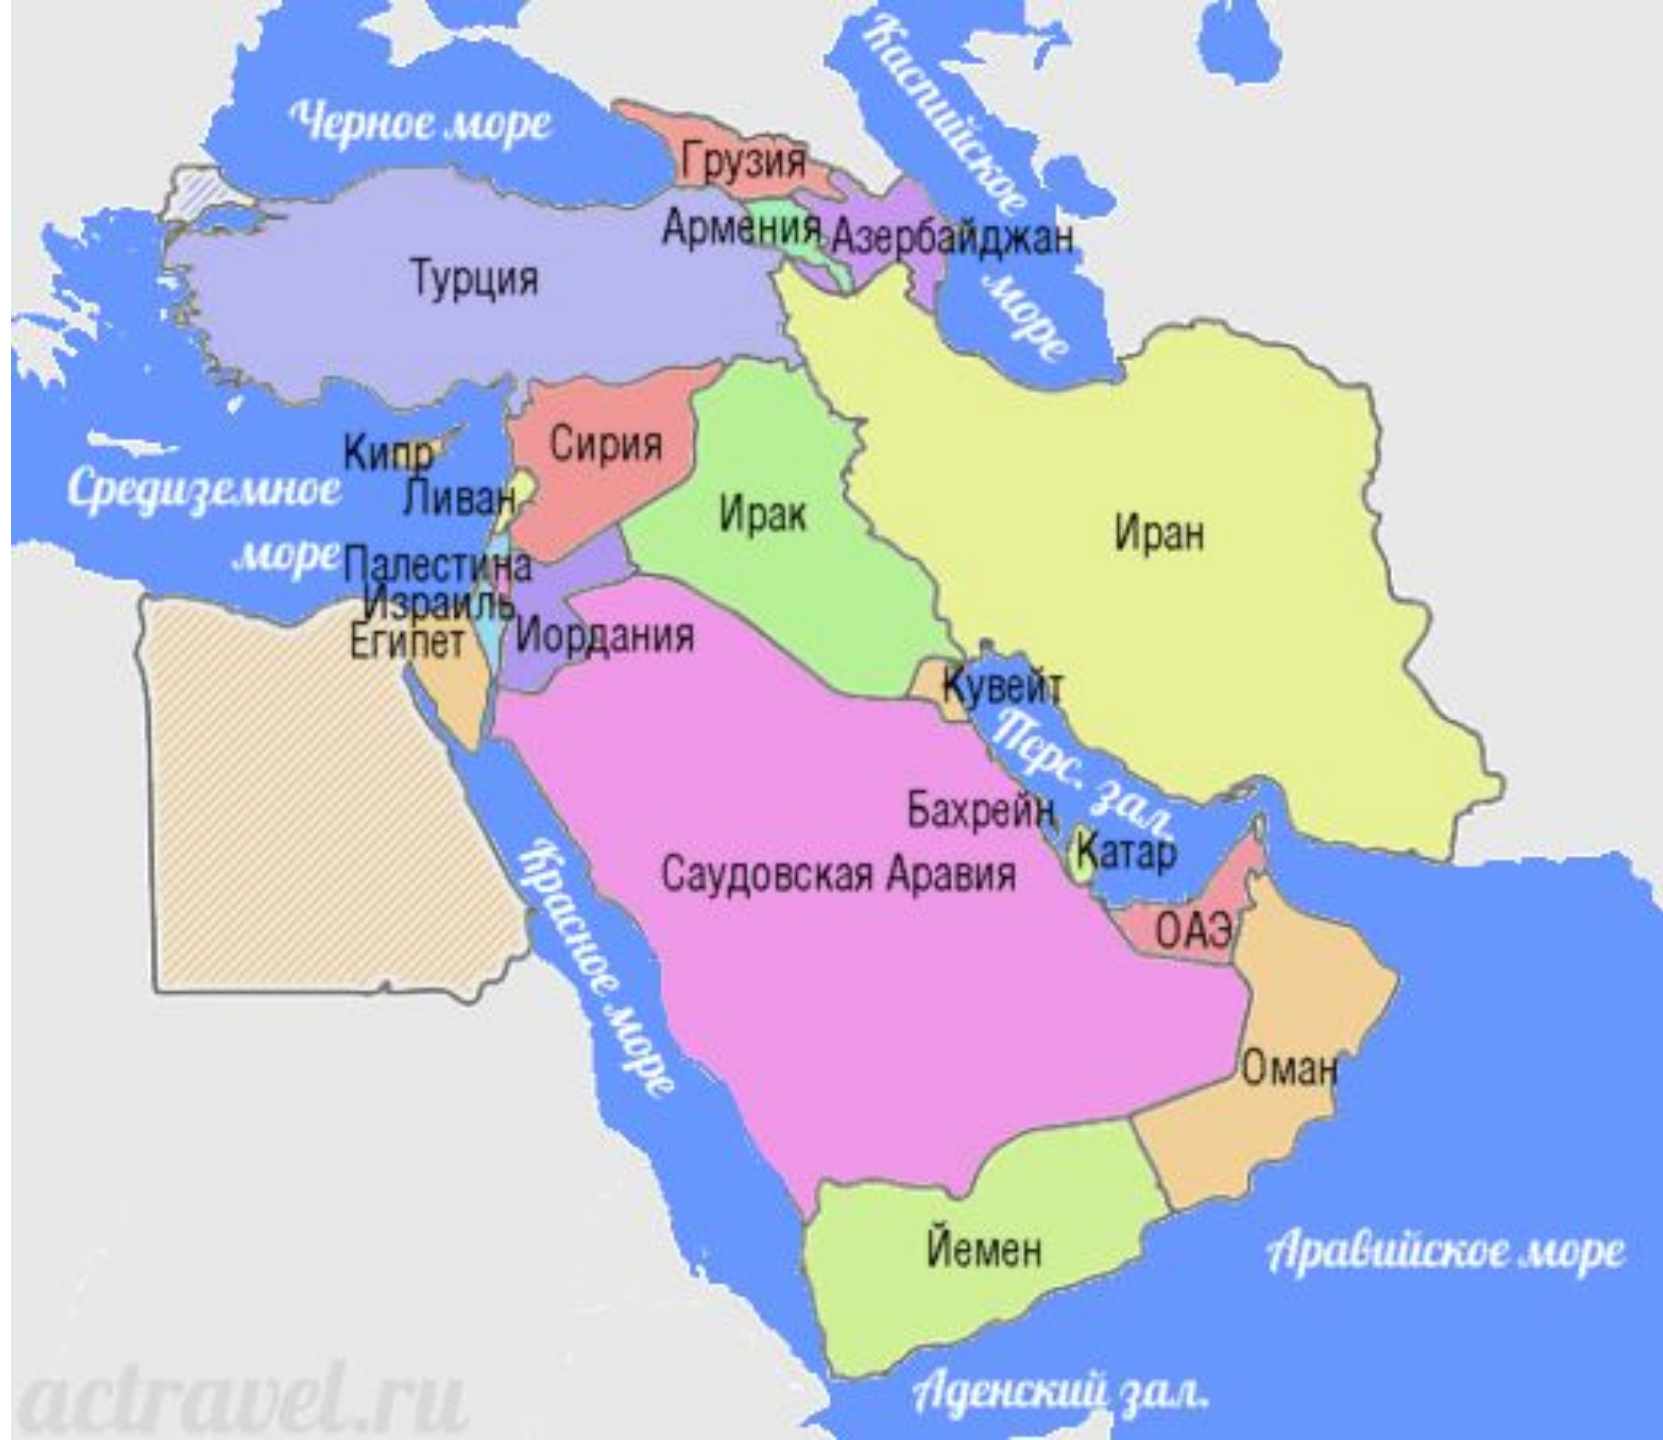 Каспийское
море
Черное море
Грузия
Армения
Азербайджан
Турция
Сирия
Кипр
Средиземное
море
Ливан
Ирак
Иран
Палестина
Израиль
Египет
Иордания
Кувейт
Перс. зал.
Бахрейн
Катар
Саудовская Аравия
ОАЭ
Красное море
Оман
Йемен
Аравийское море
Аденский зал.
actravel.ru